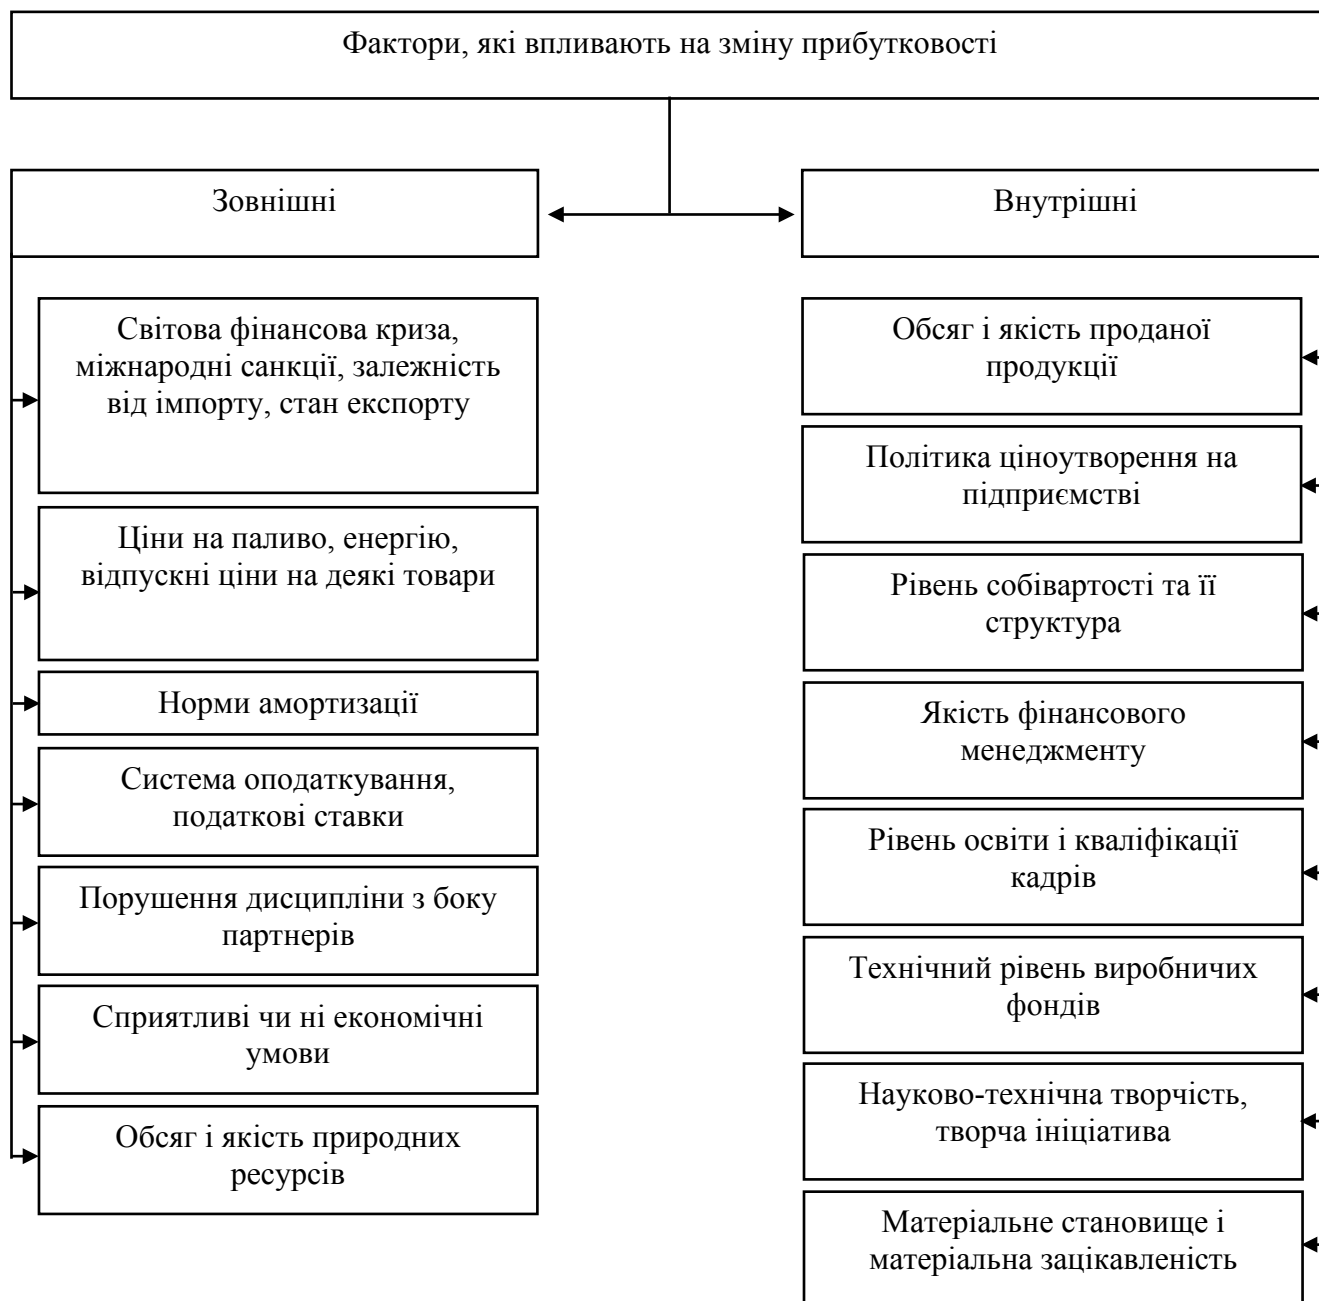 Фактори, які впливають на зміну прибутковості
Зовнішні
Світова фінансова криза,
міжнародні санкції, залежність
від імпорту, стан експорту
Ціни на паливо, енергію,
відпускні ціни на деякі товари
Норми амортизації
Система оподаткування,
податкові ставки
Порушення дисципліни з боку
партнерів
Сприятливі чи ні економічні
умови
Обсяг і якість природних
ресурсів
Внутрішні
Обсяг і якість проданої
продукції
Політика ціноутворення на
підприємстві
Рівень собівартості та її
структура
Якість фінансового
менеджменту
Рівень освіти і кваліфікації
кадрів
Технічний рівень виробничих
фондів
Науково-технічна творчість,
творча ініціатива
Матеріальне становище і
матеріальна зацікавленість